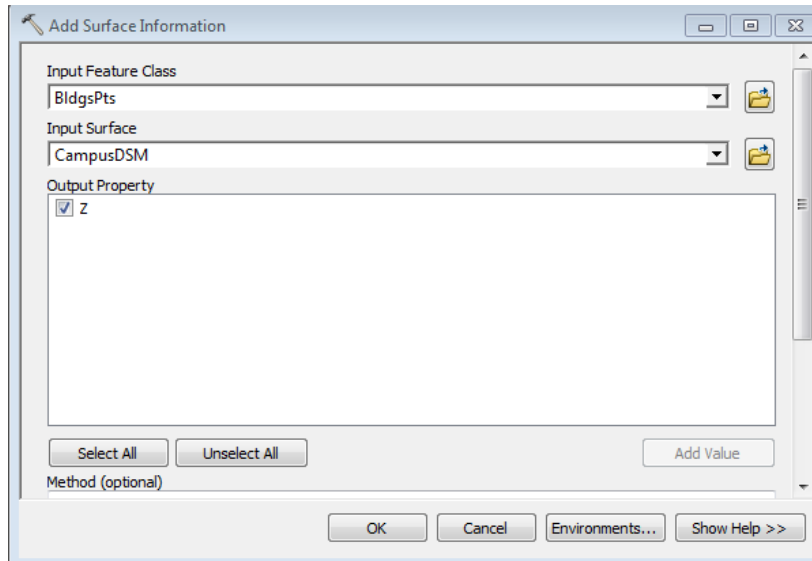 Add Surface Information
Input Feature Class
BldgsPts
Input Surface
CampusDSM
Output Property
Z
Select All Unselect All Add Value
Method (optional)
OK Cancel Environments... Show Help >>